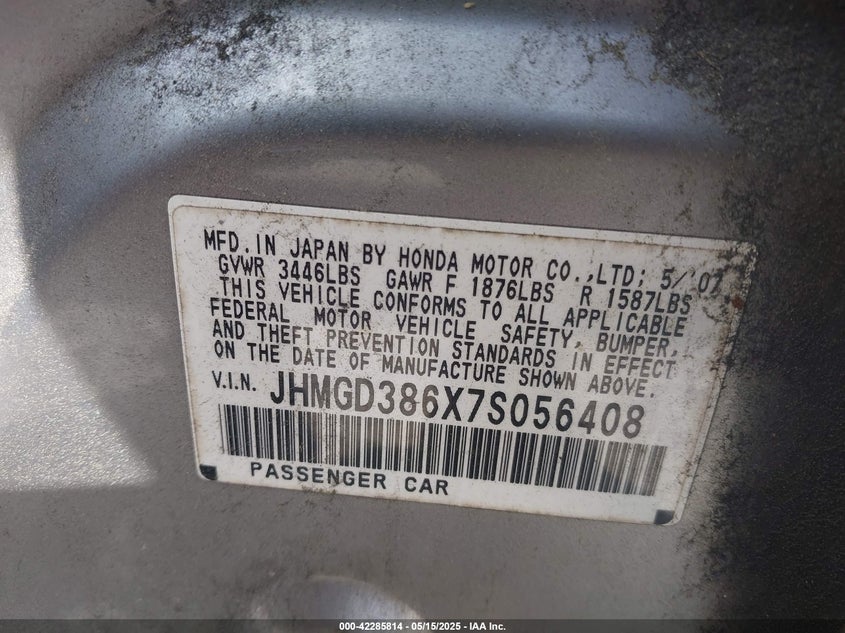 MFD.IN JAPAN BY HONDA MOTOR CO.,LTD; 5/07
GVWR 3446LBS GAWR F 1876LBS R 1587LBS
THIS VEHICLE CONFORMS TO ALL APPLICABLE
FEDERAL MOTOR VEHICLE SAFETY, BUMPER,
AND THEFT PREVENTION STANDARDS IN EFFECT
ON THE DATE OF MANUFACTURE SHOWN ABOVE.
V.I.N. JHMGD386X7S056408
PASSENGER CAR
000-42285814 - 05/15/2025 - IAA Inc.